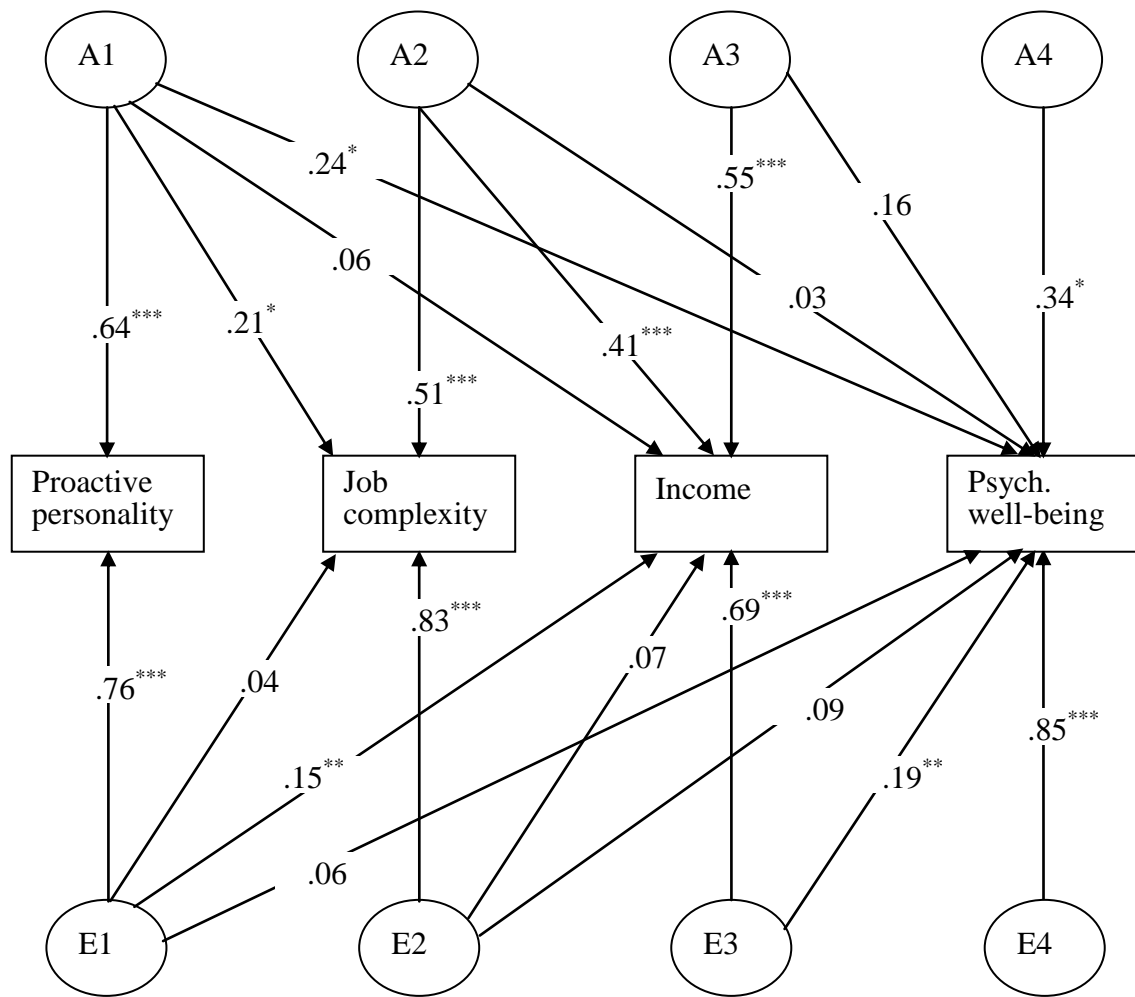 A1
A2
A3
A4
.24*
.55***
.16
.06
.03
.34*
.64***
.21*
.41***
.51***
Proactive
personality
Job
complexity
Income
Psych.
well-being
.83***
.69***
.07
.76***
.04
.09
.85***
.15**
.19**
.06
E1
E2
E3
E4